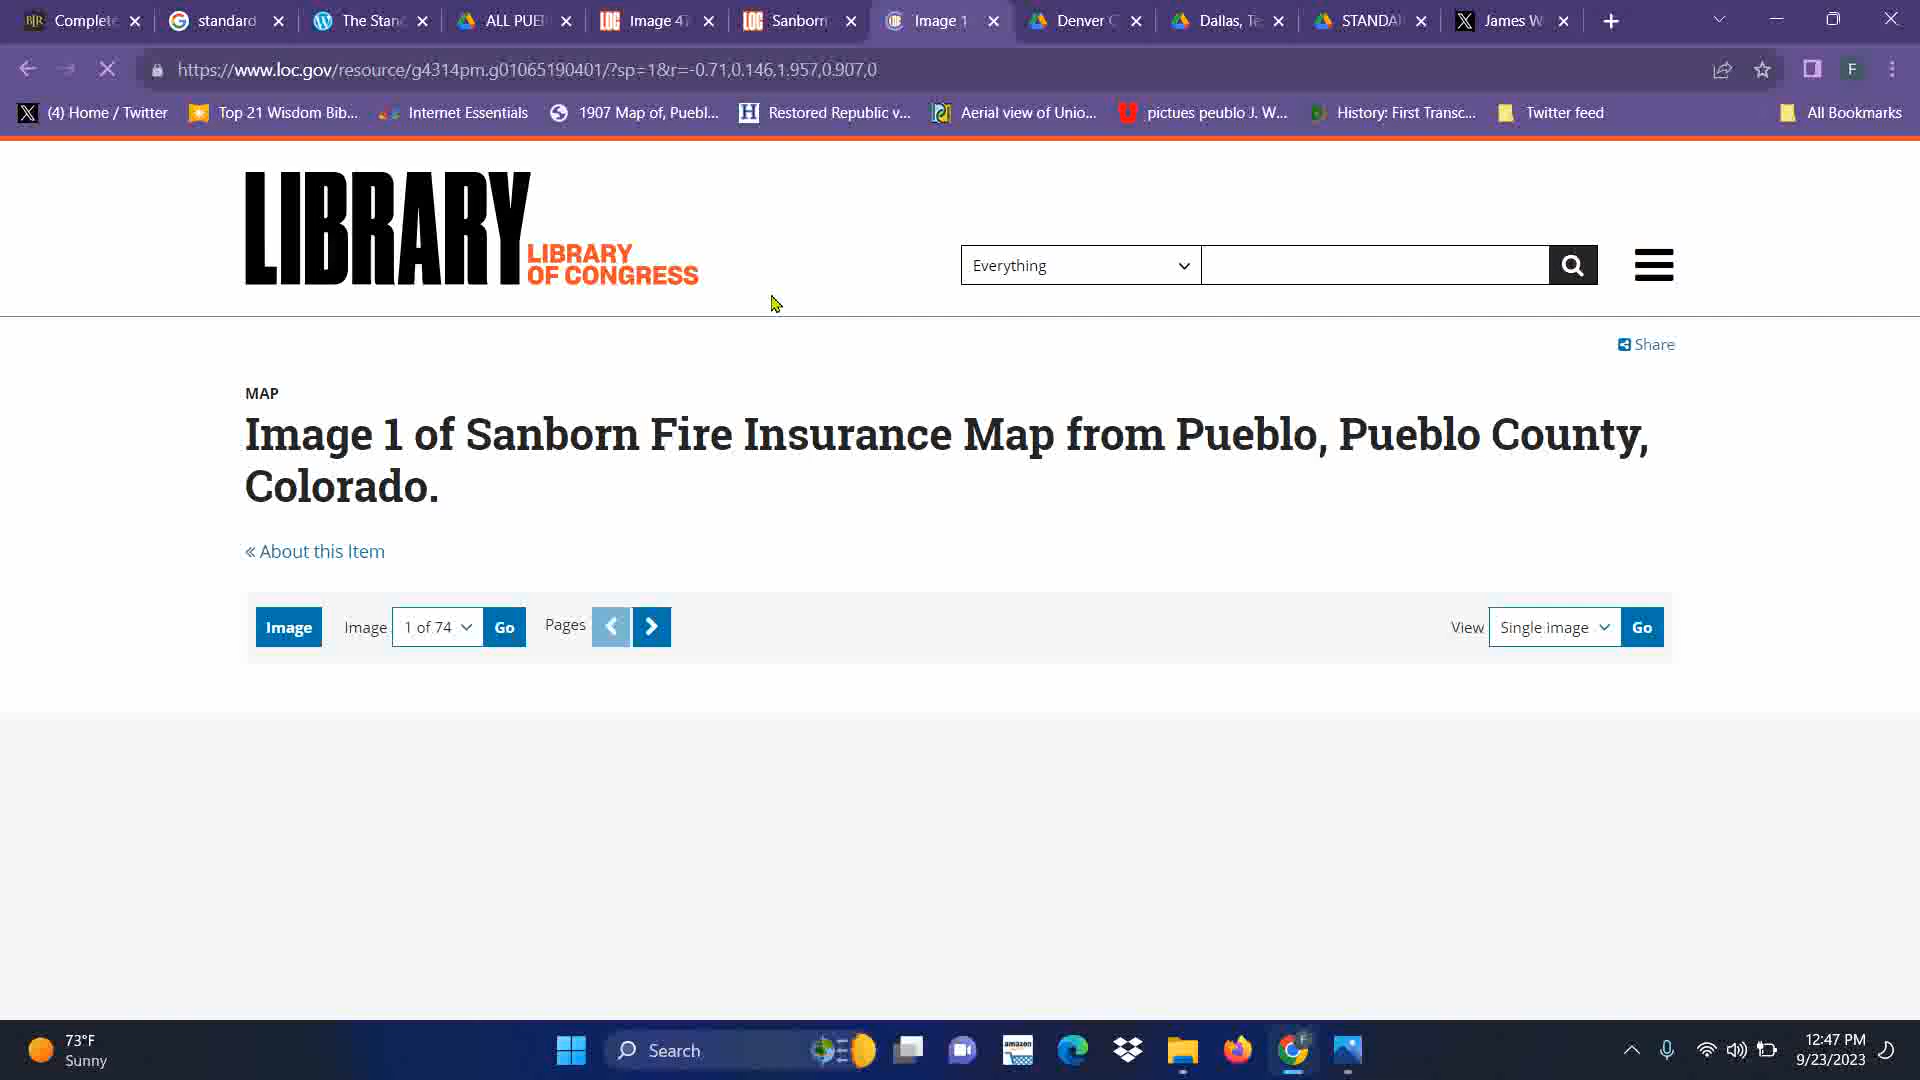 Complete
standard
The Stan
ALL PUE
Image 47
Sanborn
Image 1
Denver C
Dallas, Te
STANDA
James W
https://www.loc.gov/resource/g4314pm.g01065190401/?sp=1&r=-0.71,0.146,1.957,0.907,0
F
(4) Home / Twitter
Top 21 Wisdom Bib...
Internet Essentials
1907 Map of, Puebl...
Restored Republic v...
Aerial view of Unio...
pictues peublo J. W...
History: First Transc...
Twitter feed
All Bookmarks
LIBRARY
LIBRARY
OF CONGRESS
Everything
Share
MAP
Image 1 of Sanborn Fire Insurance Map from Pueblo, Pueblo County,
Colorado.
« About this Item
Image
Image
1 of 74
Go
Pages
View
Single image
Go
73°F
Sunny
Search
amazon
12:47 PM
9/23/2023